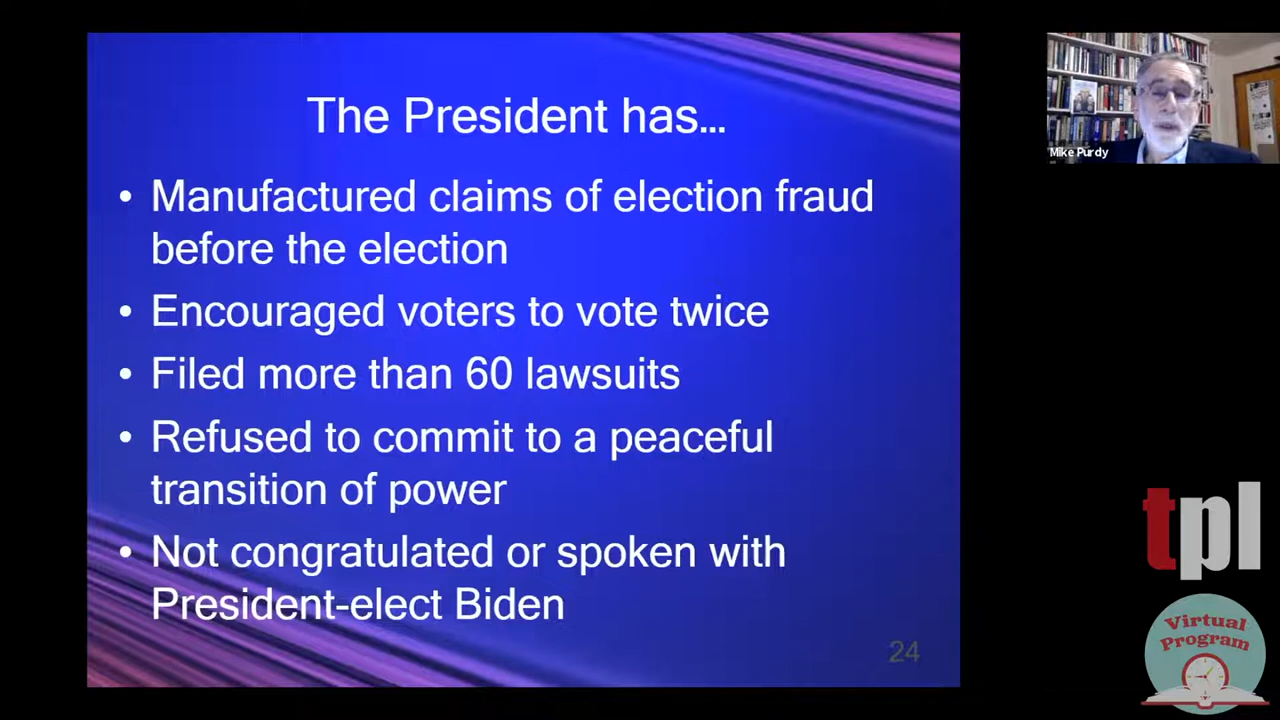 The President has...
• Manufactured claims of election fraud
before the election
• Encouraged voters to vote twice
• Filed more than 60 lawsuits
• Refused to commit to a peaceful
transition of power
• Not congratulated or spoken with
President-elect Biden
24
Mike Purdy
tpl
Virtual
Program